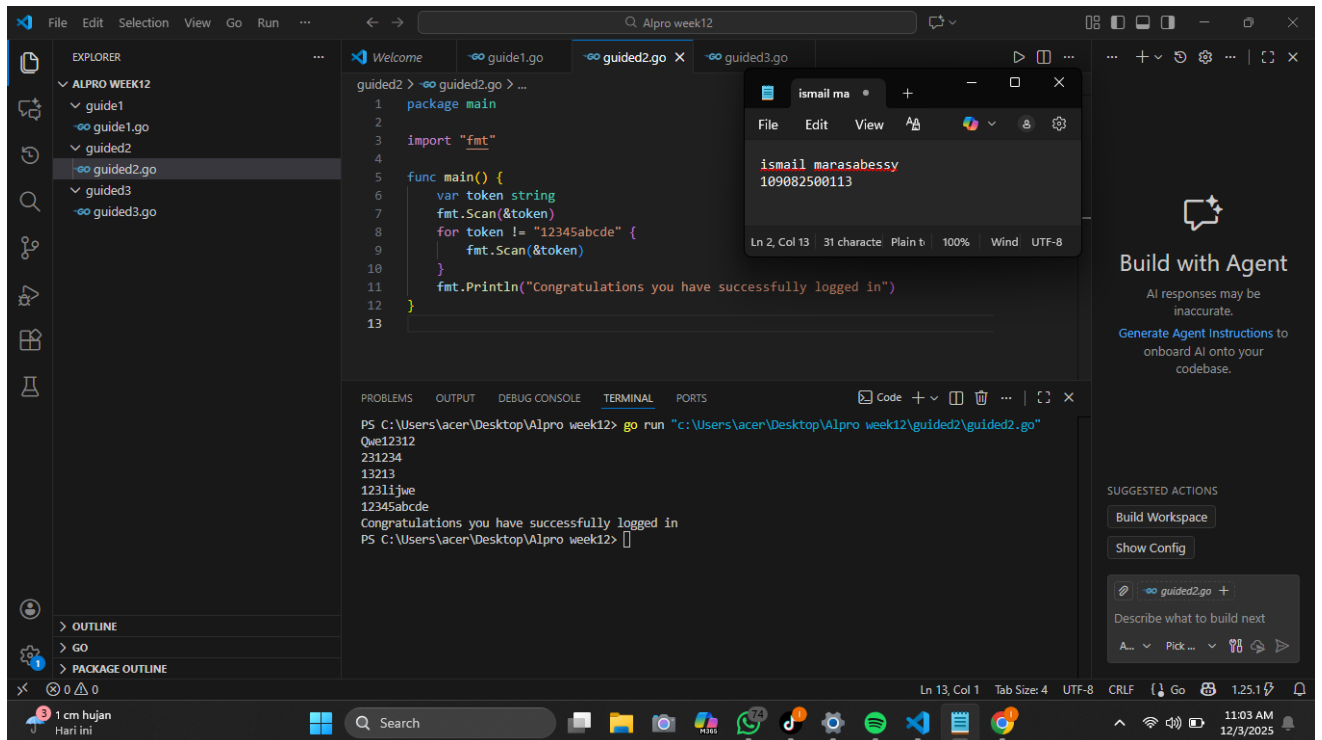 File Edit Selection View Go Run ··· Alpro week12
EXPLORER ···
ALPRO WEEK12
guide1
guide1.go
guided2
guided2.go
guided3
guided3.go
OUTLINE
GO
PACKAGE OUTLINE
Welcome guide1.go guided2.go guided3.go
guided2 > guided2.go > ...
1 package main
2
3 import "fmt"
4
5 func main() {
6 var token string
7 fmt.Scan(&token)
8 for token != "12345abcde" {
9 fmt.Scan(&token)
10 }
11 fmt.Println("Congratulations you have successfully logged in")
12 }
13
ismail ma
File Edit View
ismail marasabessy
109082500113
Ln 2, Col 13 31 characte Plain t 100% Wind UTF-8
PROBLEMS OUTPUT DEBUG CONSOLE TERMINAL PORTS Code
PS C:\Users\acer\Desktop\Alpro week12> go run "c:\Users\acer\Desktop\Alpro week12\guided2\guided2.go"
Qwe12312
231234
13213
123lijwe
12345abcde
Congratulations you have successfully logged in
PS C:\Users\acer\Desktop\Alpro week12>
Build with Agent
AI responses may be
inaccurate.
Generate Agent Instructions to
onboard AI onto your
codebase.
SUGGESTED ACTIONS
Build Workspace
Show Config
guided2.go
Describe what to build next
A... Pick ...
1
0 0 Ln 13, Col 1 Tab Size: 4 UTF-8 CRLF Go 1.25.1
3
1 cm hujan
Hari ini
Search
M365
74
11:03 AM
12/3/2025